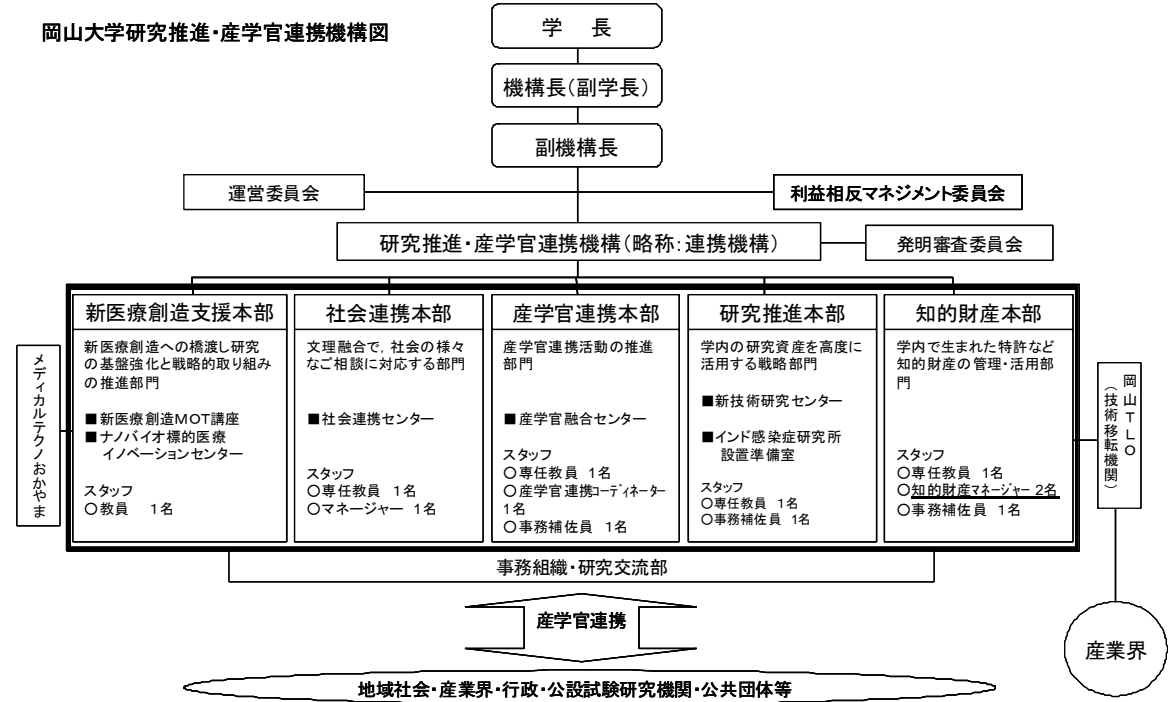 岡山大学研究推進・産学官連携機構図
学　長
機構長(副学長)
副機構長
運営委員会
利益相反マネジメント委員会
研究推進・産学官連携機構(略称:連携機構)
発明審査委員会
メディカルテクノおかやま
新医療創造支援本部
新医療創造への橋渡し研究
の基盤強化と戦略的取り組み
の推進部門
■新医療創造MOT講座
■ナノバイオ標的医療
イノベーションセンター
スタッフ
○教員　1名
社会連携本部
文理融合で,社会の様々
なご相談に対応する部門
■社会連携センター
スタッフ
○専任教員 1名
○マネージャー 1名
産学官連携本部
産学官連携活動の推進
部門
■産学官融合センター
スタッフ
○専任教員 1名
○産学官連携コーディネーター
1名
○事務補佐員 1名
研究推進本部
学内の研究資産を高度に
活用する戦略部門
■新技術研究センター
■インド感染症研究所
設置準備室
スタッフ
○専任教員 1名
○事務補佐員 1名
知的財産本部
学内で生まれた特許など
知的財産の管理・活用部
門
スタッフ
○専任教員 1名
○知的財産マネージャー 2名
○事務補佐員 1名
岡山TLO
(技術移転機関)
事務組織・研究交流部
産学官連携
産業界
地域社会・産業界・行政・公設試験研究機関・公共団体等